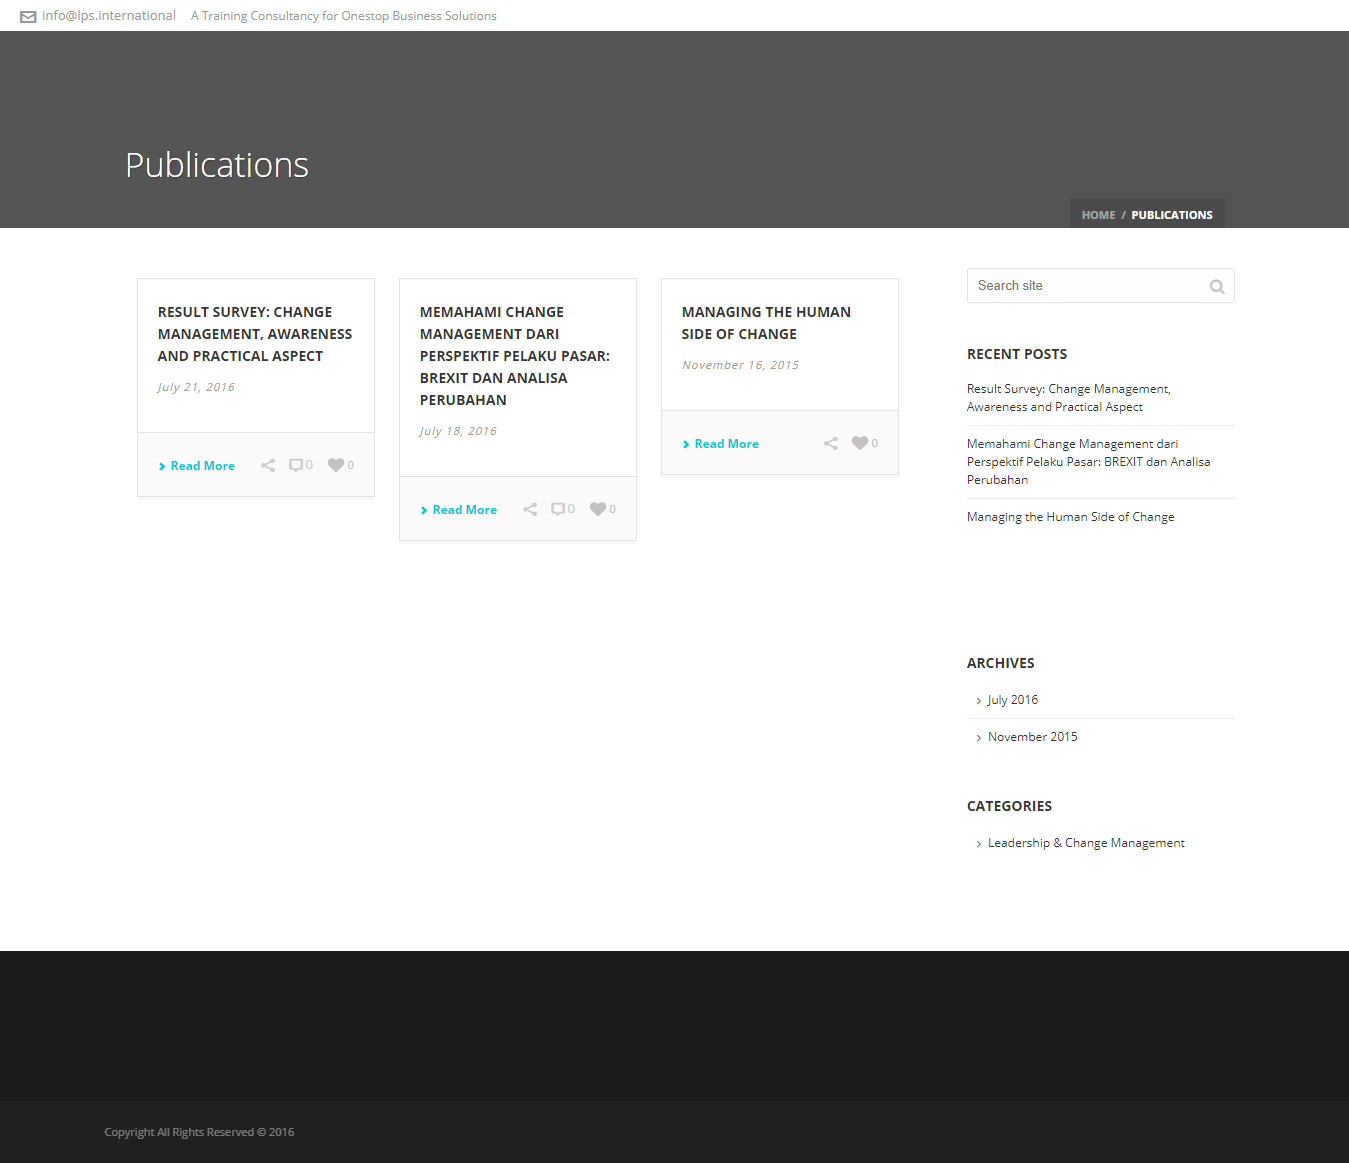 info@lps.international A Training Consultancy for Onestop Business Solutions
Publications
HOME / PUBLICATIONS
RESULT SURVEY: CHANGE
MANAGEMENT, AWARENESS
AND PRACTICAL ASPECT
July 21, 2016
Read More 0 0
MEMAHAMI CHANGE
MANAGEMENT DARI
PERSPEKTIF PELAKU PASAR:
BREXIT DAN ANALISA
PERUBAHAN
July 18, 2016
Read More 0 0
MANAGING THE HUMAN
SIDE OF CHANGE
November 16, 2015
Read More 0
Search site
RECENT POSTS
Result Survey: Change Management,
Awareness and Practical Aspect
Memahami Change Management dari
Perspektif Pelaku Pasar: BREXIT dan Analisa
Perubahan
Managing the Human Side of Change
ARCHIVES
July 2016
November 2015
CATEGORIES
Leadership & Change Management
Copyright All Rights Reserved © 2016